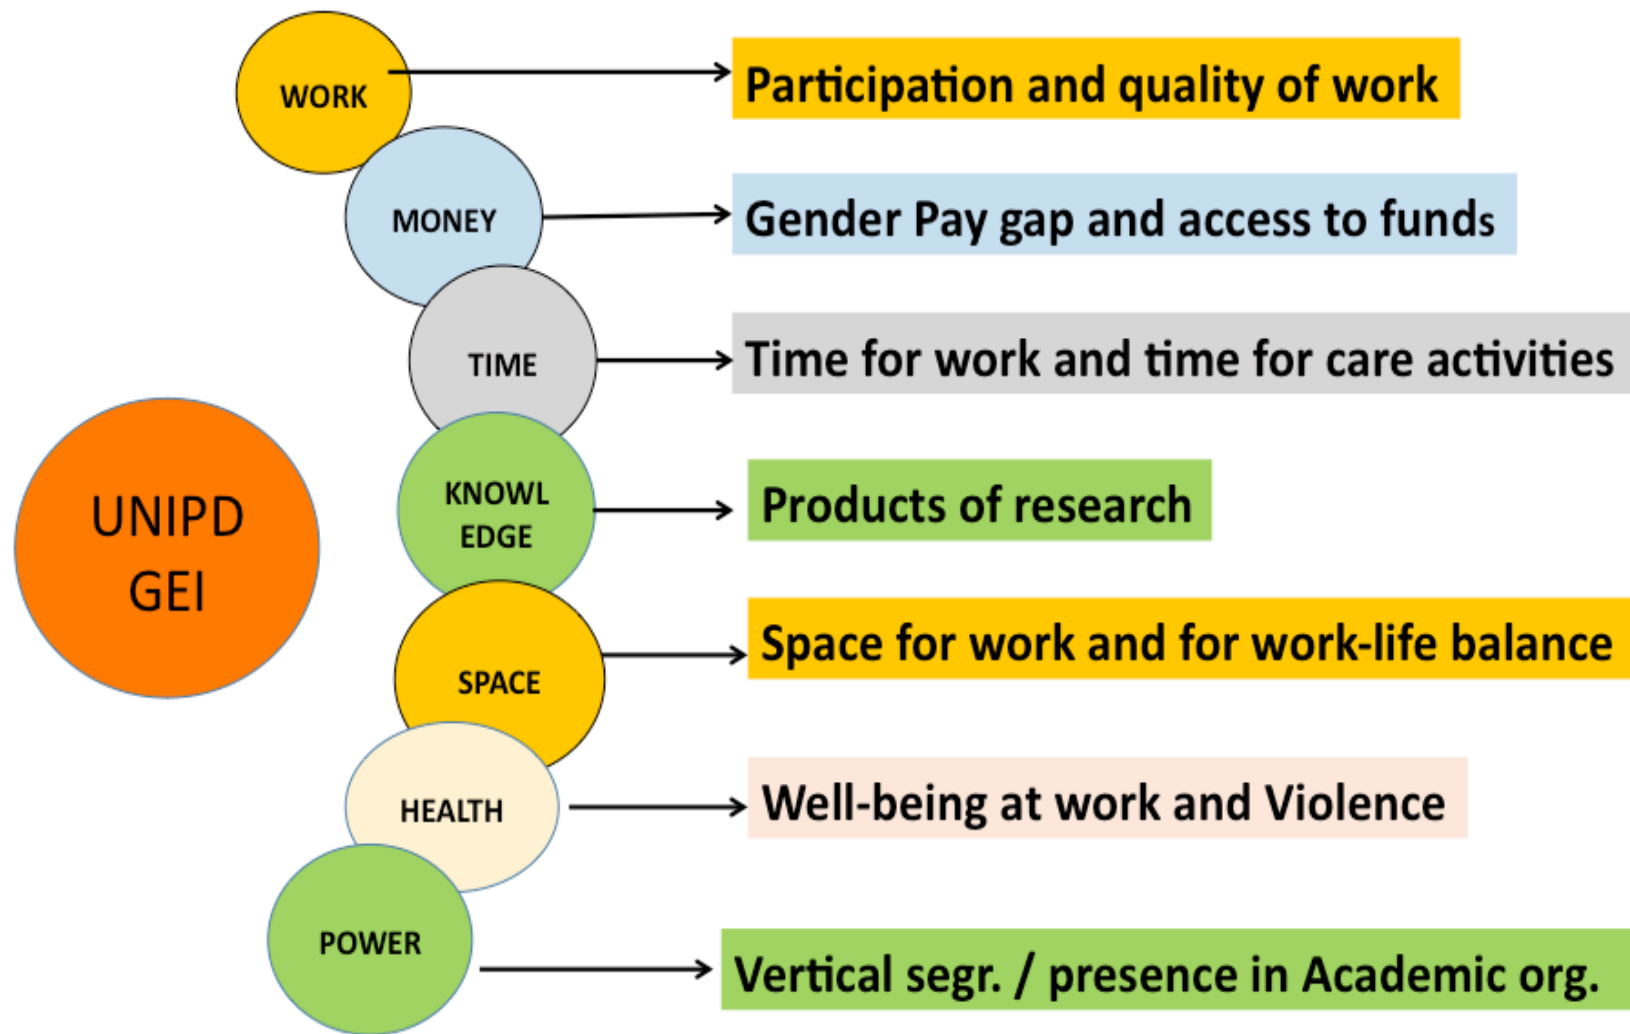 WORK
Participation and quality of work
MONEY
Gender Pay gap and access to funds
TIME
Time for work and time for care activities
UNIPD
GEI
KNOWL
EDGE
Products of research
SPACE
Space for work and for work-life balance
HEALTH
Well-being at work and Violence
POWER
Vertical segr. / presence in Academic org.